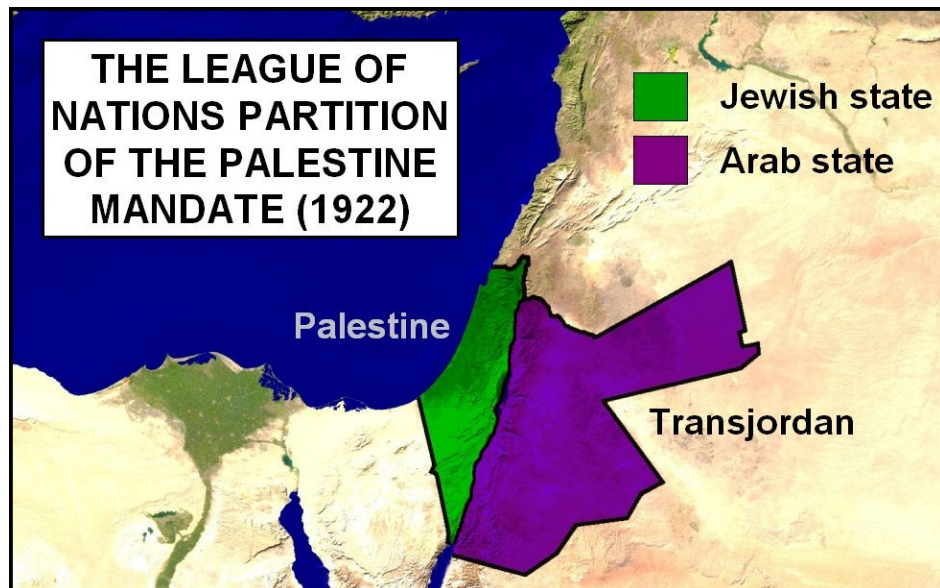 THE LEAGUE OF
NATIONS PARTITION
OF THE PALESTINE
MANDATE (1922)
Jewish state
Arab state
Palestine
Transjordan